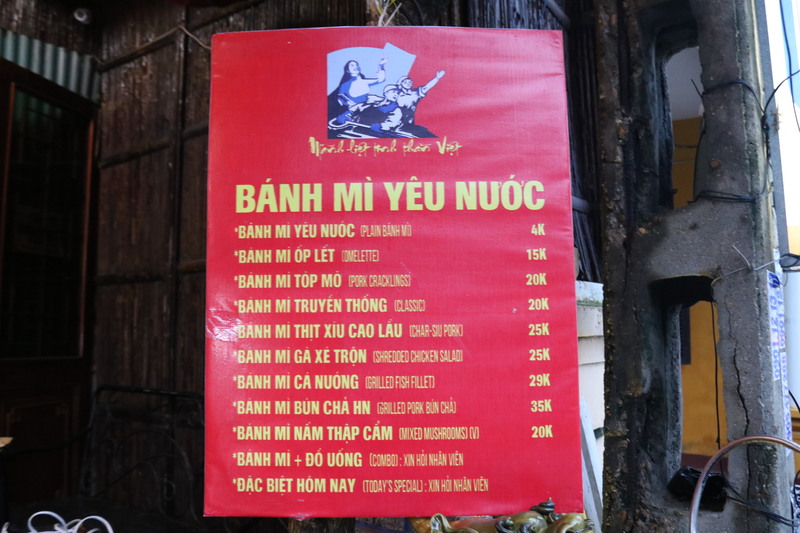 Mảnh liệt tinh thần Việt
BÁNH MÌ YÊU NƯỚC
*BÁNH MÌ YÊU NƯỚC (PLAIN BÁNH MÌ) 4K
*BÁNH MÌ ỐP LẾT (OMELETTE) 15K
*BÁNH MÌ TÓP MỠ (PORK CRACKLINGS) 20K
*BÁNH MÌ TRUYỀN THỐNG (CLASSIC) 20K
*BÁNH MÌ THỊT XÍU CAO LẦU (CHAR-SIU PORK) 25K
*BÁNH MÌ GÀ XÉ TRỘN (SHREDDED CHICKEN SALAD) 25K
*BÁNH MÌ CÁ NƯỚNG (GRILLED FISH FILLET) 29K
*BÁNH MÌ BÚN CHẢ HN (GRILLED PORK BÚN CHẢ) 35K
*BÁNH MÌ NẤM THẬP CẨM (MIXED MUSHROOMS) (V) 20K
*BÁNH MÌ + ĐỒ UỐNG (COMBO) : XIN HỎI NHÂN VIÊN
*ĐẶC BIỆT HÔM NAY (TODAY'S SPECIAL) : XIN HỎI NHÂN VIÊN